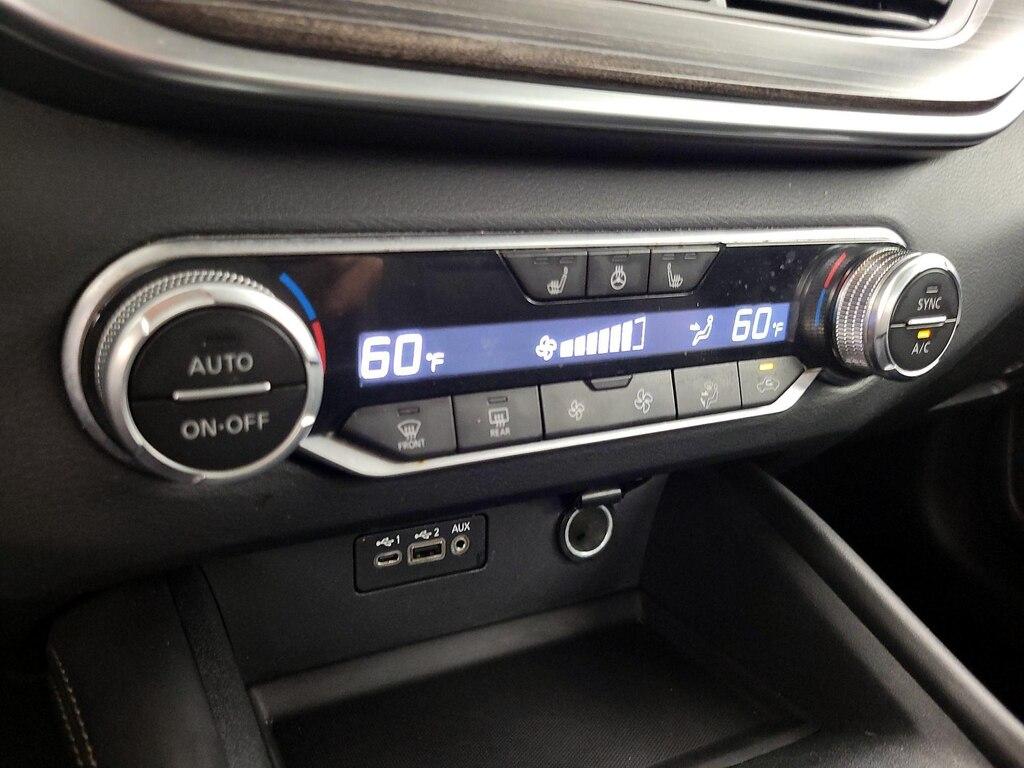 AUTO
ON•OFF
60°F
60°F
SYNC
A/C
FRONT
REAR
1
2
AUX